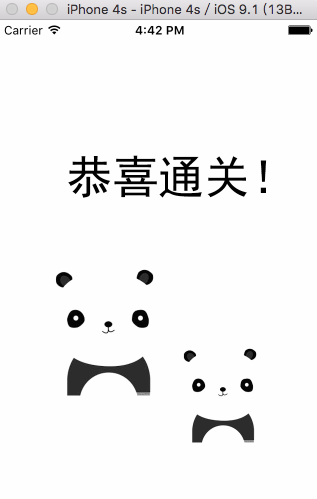 iPhone 4s - iPhone 4s / iOS 9.1 (13B...
Carrier 4:42 PM
恭喜通关！